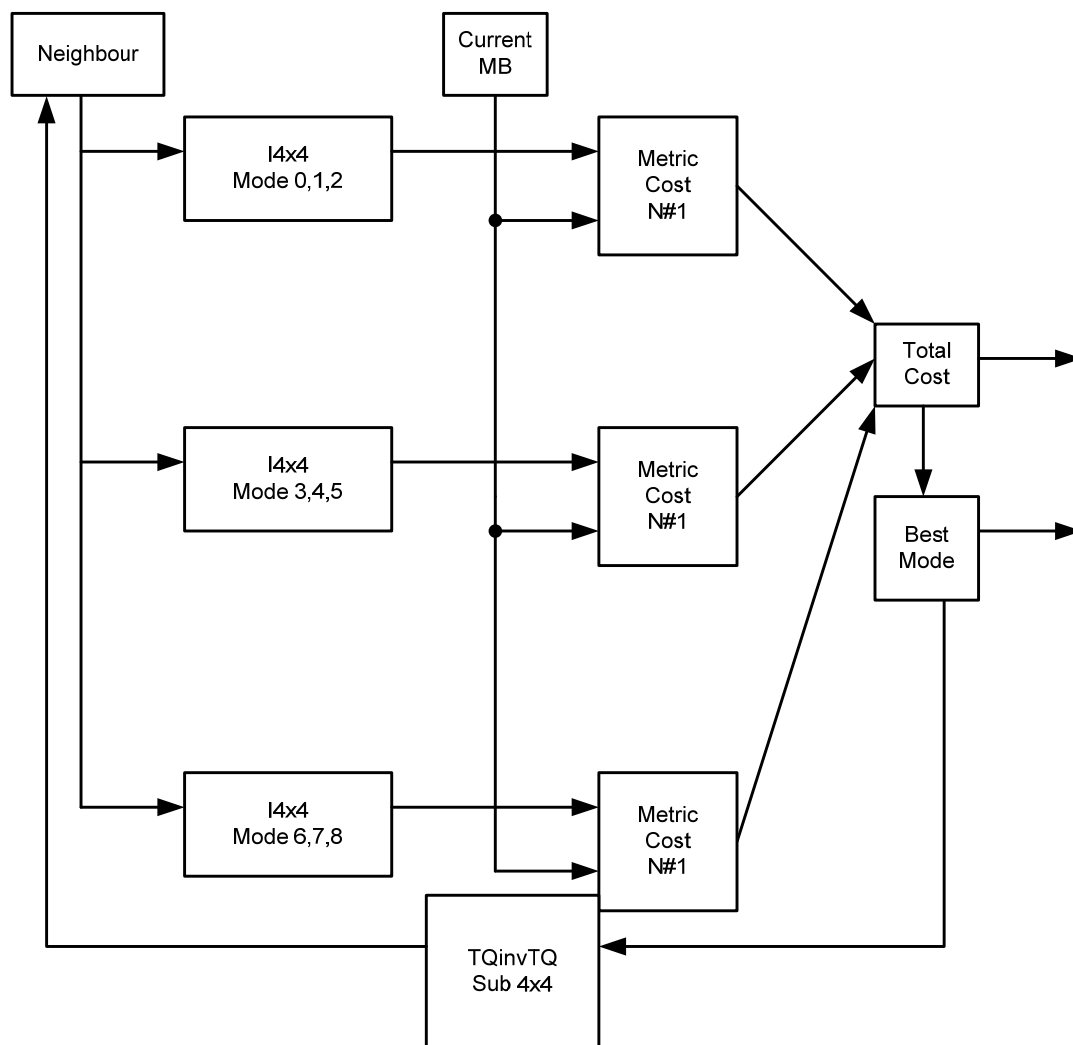 Neighbour
Current
MB
I4x4
Mode 0,1,2
Metric
Cost
N#1
Total
Cost
I4x4
Mode 3,4,5
Metric
Cost
N#1
Best
Mode
I4x4
Mode 6,7,8
Metric
Cost
N#1
TQinvTQ
Sub 4x4